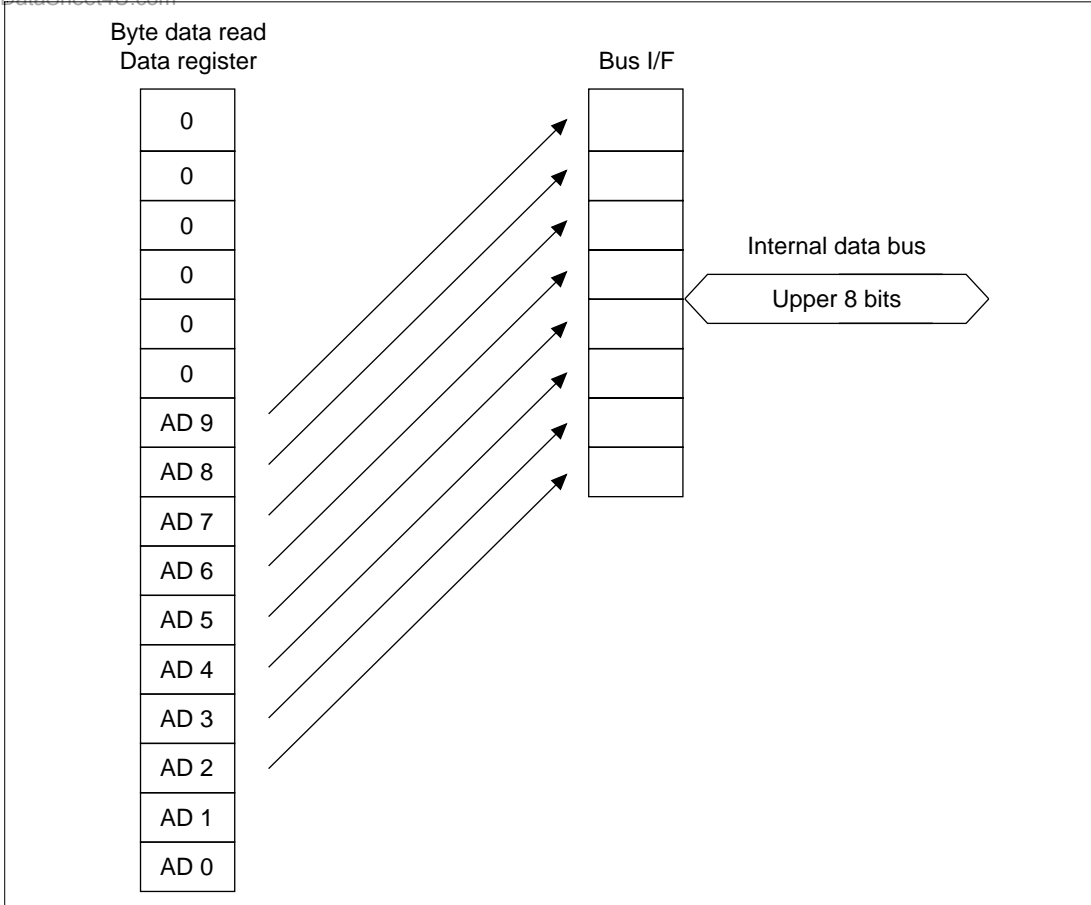 DataSheet4U.com
Byte data read
Data register
Bus I/F
0
0
0
0
0
0
AD 9
AD 8
AD 7
AD 6
AD 5
AD 4
AD 3
AD 2
AD 1
AD 0
Internal data bus
Upper 8 bits